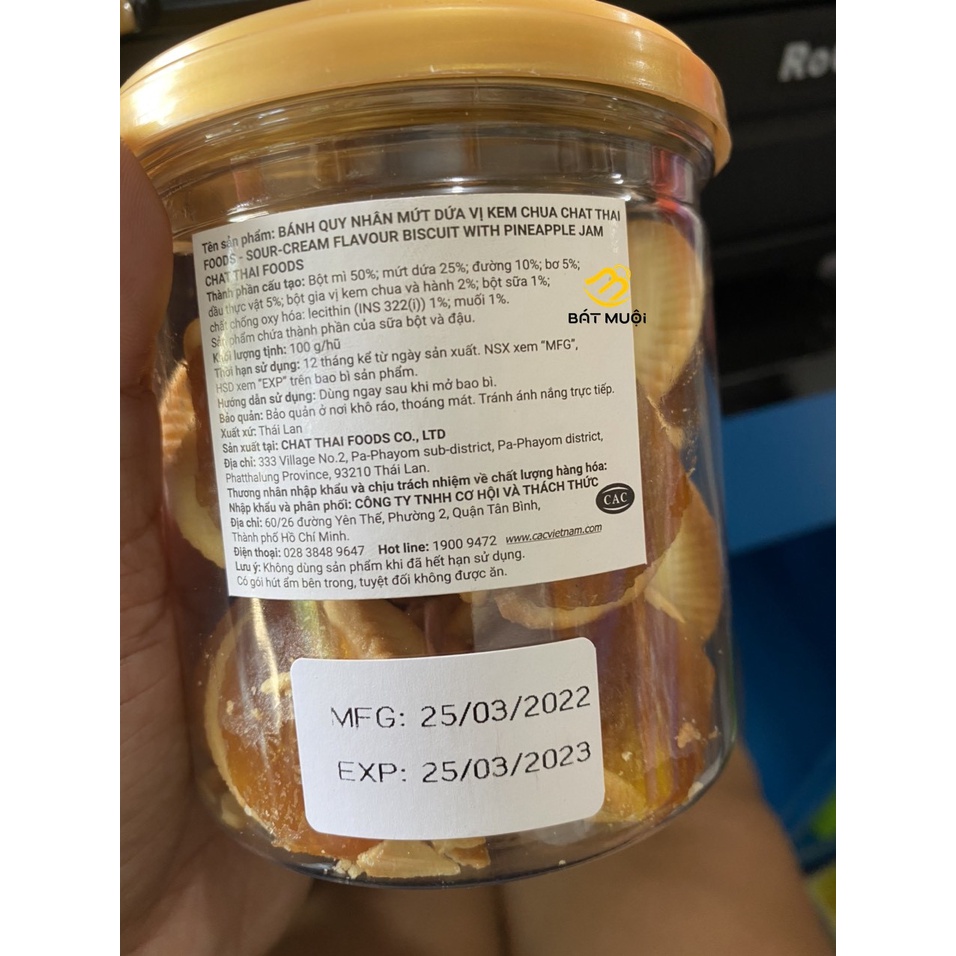 Ro
Tên sản phẩm: BÁNH QUY NHÂN MỨT DỨA VỊ KEM CHUA CHAT THAI
FOODS - SOUR-CREAM FLAVOUR BISCUIT WITH PINEAPPLE JAM
CHAT THAI FOODS
Thành phần cấu tạo: Bột mì 50%; mứt dứa 25%; đường 10%; bơ 5%;
dầu thực vật 5%; bột gia vị kem chua và hành 2%; bột sữa 1%;
chất chống oxy hóa: lecithin (INS 322(i)) 1%; muối 1%.
Sản phẩm chứa thành phần của sữa bột và đậu.
Khối lượng tịnh: 100 g/hũ
Thời hạn sử dụng: 12 tháng kể từ ngày sản xuất. NSX xem "MFG",
HSD xem "EXP" trên bao bì sản phẩm.
Hướng dẫn sử dụng: Dùng ngay sau khi mở bao bì.
Bảo quản: Bảo quản ở nơi khô ráo, thoáng mát. Tránh ánh nắng trực tiếp.
Xuất xứ: Thái Lan
Sản xuất tại: CHAT THAI FOODS CO., LTD
Địa chỉ: 333 Village No.2, Pa-Phayom sub-district, Pa-Phayom district,
Phatthalung Province, 93210 Thái Lan.
Thương nhân nhập khẩu và chịu trách nhiệm về chất lượng hàng hóa:
Nhập khẩu và phân phối: CÔNG TY TNHH CƠ HỘI VÀ THÁCH THỨC
CAC
Địa chỉ: 60/26 đường Yên Thế, Phường 2, Quận Tân Bình,
Thành phố Hồ Chí Minh.
Điện thoại: 028 3848 9647 Hot line: 1900 9472 www.cacvietnam.com
Lưu ý: Không dùng sản phẩm khi đã hết hạn sử dụng.
Có gói hút ẩm bên trong, tuyệt đối không được ăn.
BÁT MUỘI
MFG: 25/03/2022
EXP: 25/03/2023